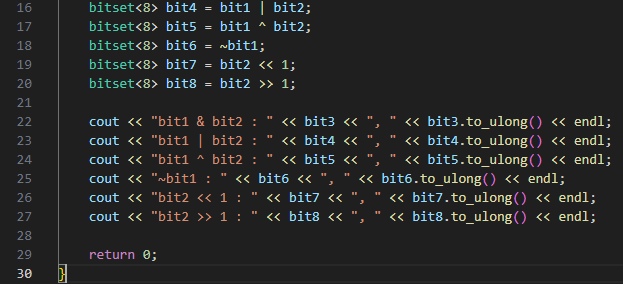 16 bitset<8> bit4 = bit1 | bit2;
17 bitset<8> bit5 = bit1 ^ bit2;
18 bitset<8> bit6 = ~bit1;
19 bitset<8> bit7 = bit2 << 1;
20 bitset<8> bit8 = bit2 >> 1;
21
22 cout << "bit1 & bit2 : " << bit3 << ", " << bit3.to_ulong() << endl;
23 cout << "bit1 | bit2 : " << bit4 << ", " << bit4.to_ulong() << endl;
24 cout << "bit1 ^ bit2 : " << bit5 << ", " << bit5.to_ulong() << endl;
25 cout << "~bit1 : " << bit6 << ", " << bit6.to_ulong() << endl;
26 cout << "bit2 << 1 : " << bit7 << ", " << bit7.to_ulong() << endl;
27 cout << "bit2 >> 1 : " << bit8 << ", " << bit8.to_ulong() << endl;
28
29 return 0;
30 }